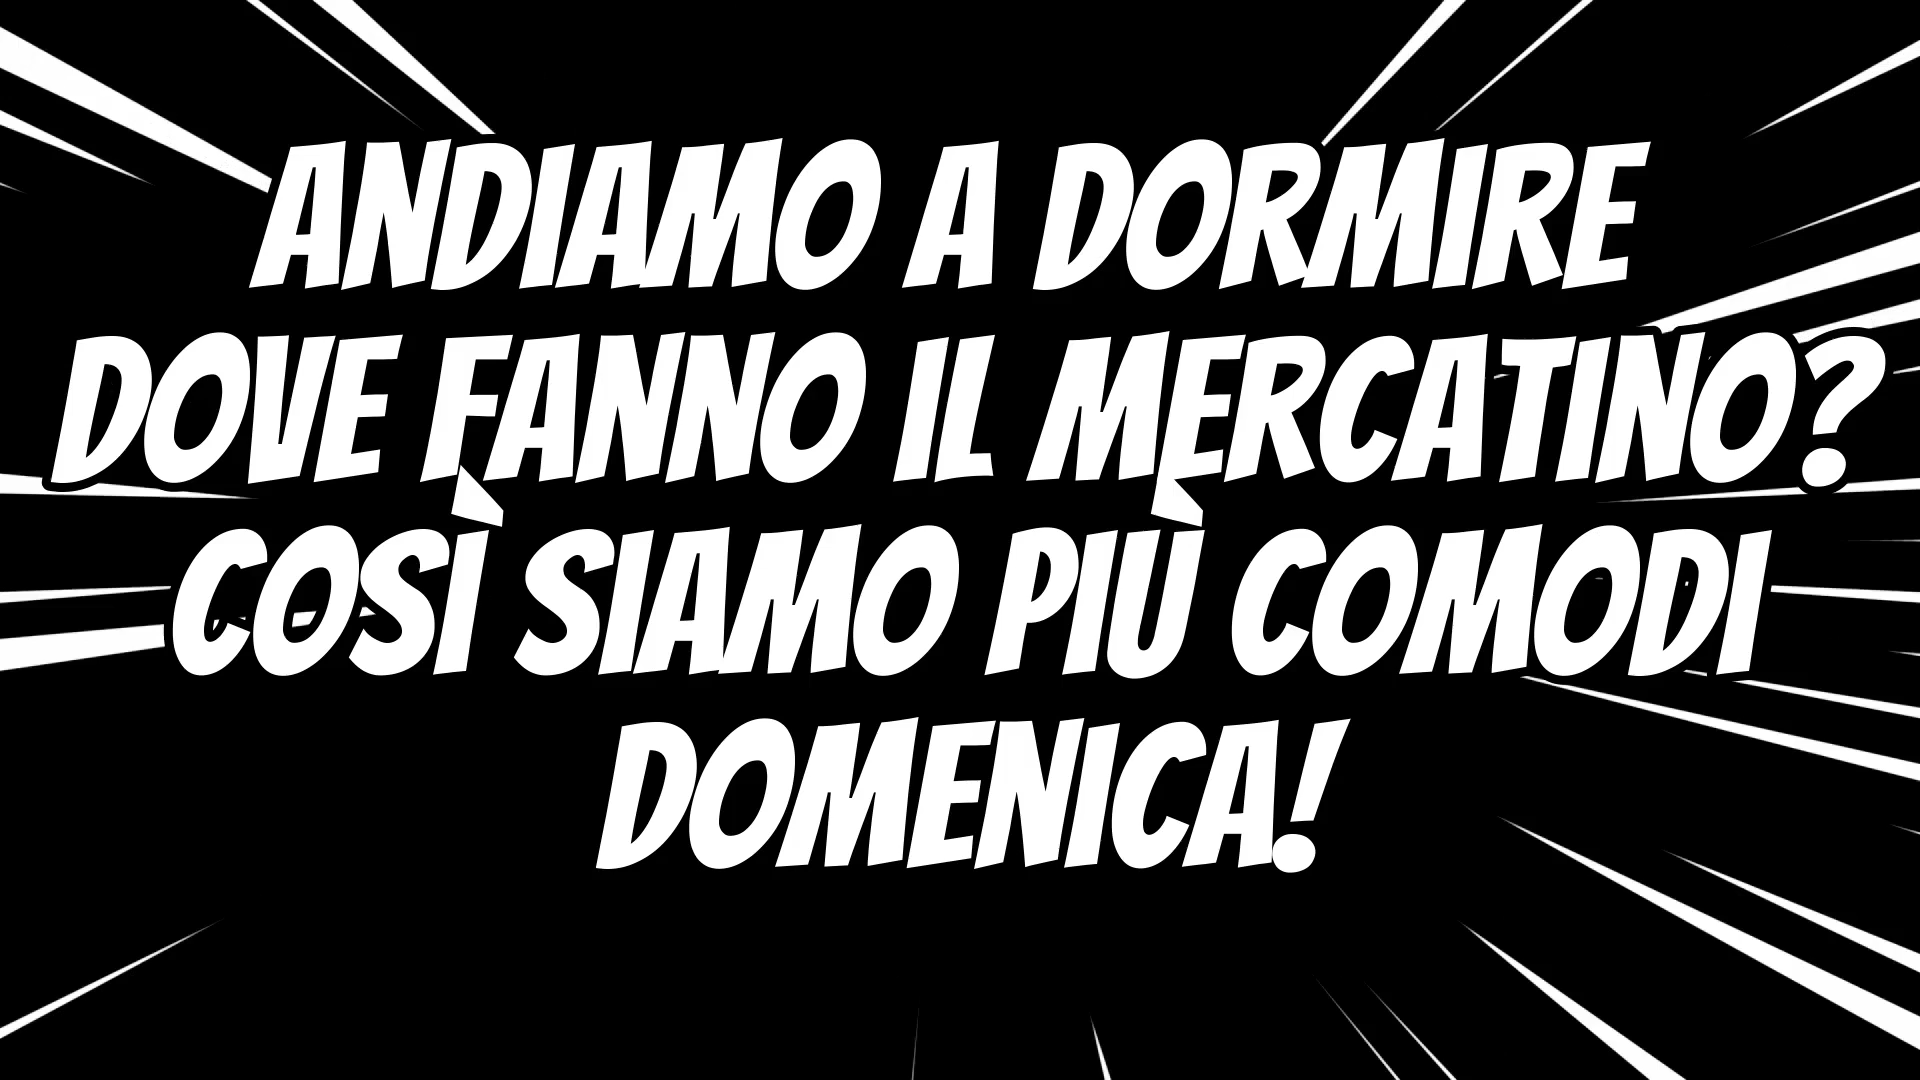 ANDIAMO A DORMIRE
DOVE FANNO IL MERCATINO?
COSÌ SIAMO PIÙ COMODI
DOMENICA!